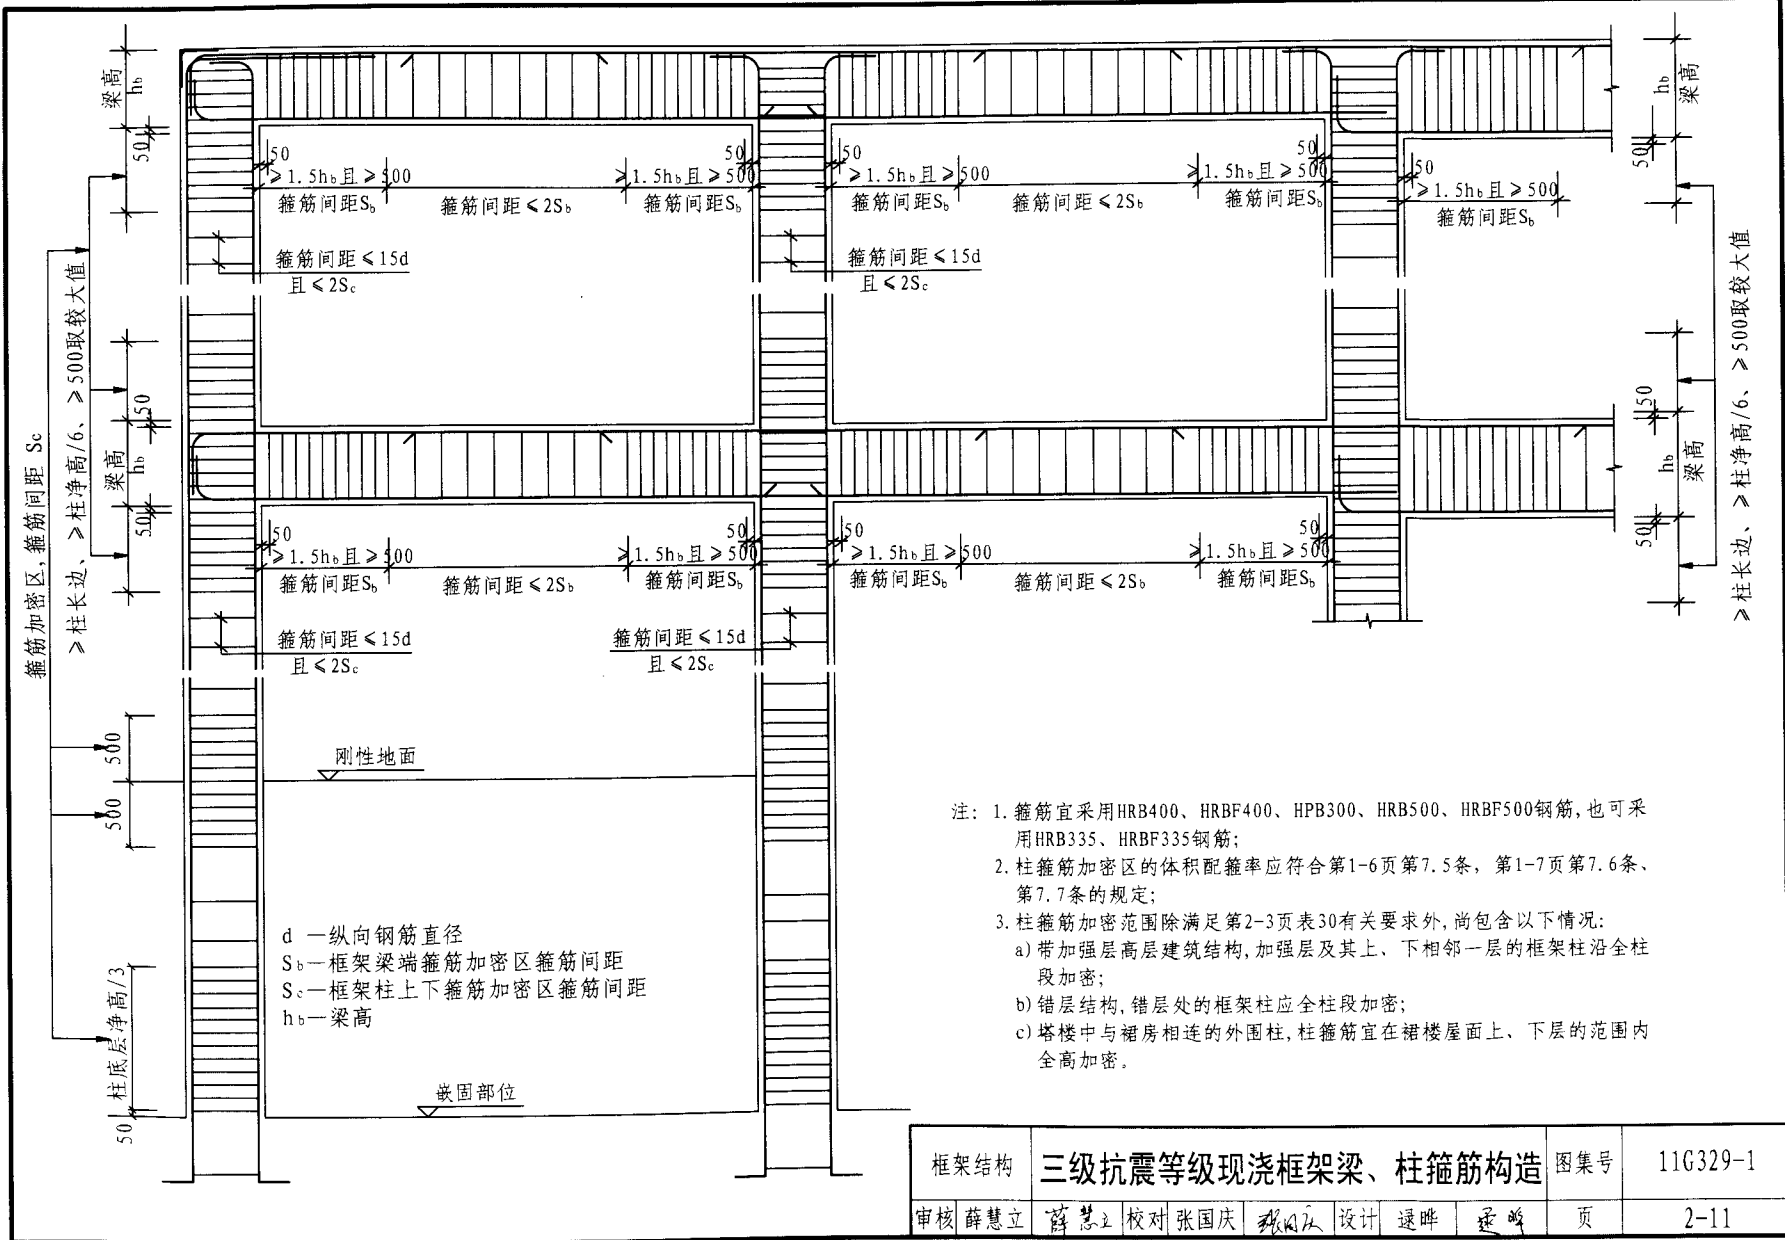 梁高
hb
50
hb
梁高
50
50
≥1.5hb且≥500
箍筋间距Sb
箍筋间距≤2Sb
50
≥1.5hb且≥500
箍筋间距Sb
50
≥1.5hb且≥500
箍筋间距Sb
箍筋间距≤2Sb
50
≥1.5hb且≥500
箍筋间距Sb
50
≥1.5hb且≥500
箍筋间距Sb
箍筋间距≤15d
且≤2Sc
箍筋间距≤15d
且≤2Sc
箍筋加密区,箍筋间距 Sc
≥柱长边、≥柱净高/6、≥500取较大值
≥柱长边、≥柱净高/6、≥500取较大值
50
梁高
hb
50
50
hb
梁高
50
50
≥1.5hb且≥500
箍筋间距Sb
箍筋间距≤2Sb
50
≥1.5hb且≥500
箍筋间距Sb
50
≥1.5hb且≥500
箍筋间距Sb
箍筋间距≤2Sb
50
≥1.5hb且≥500
箍筋间距Sb
箍筋间距≤15d
且≤2Sc
箍筋间距≤15d
且≤2Sc
500
500
刚性地面
柱底层净高/3
50
d —纵向钢筋直径
Sb—框架梁端箍筋加密区箍筋间距
Sc—框架柱上下箍筋加密区箍筋间距
hb—梁高
嵌固部位
注: 1.箍筋宜采用HRB400、HRBF400、HPB300、HRB500、HRBF500钢筋,也可采
用HRB335、HRBF335钢筋;
2.柱箍筋加密区的体积配箍率应符合第1-6页第7.5条, 第1-7页第7.6条、
第7.7条的规定;
3.柱箍筋加密范围除满足第2-3页表30有关要求外,尚包含以下情况:
a)带加强层高层建筑结构,加强层及其上、下相邻一层的框架柱沿全柱
段加密;
b)错层结构,错层处的框架柱应全柱段加密;
c)塔楼中与裙房相连的外围柱,柱箍筋宜在裙楼屋面上、下层的范围内
全高加密。
框架结构 三级抗震等级现浇框架梁、柱箍筋构造 图集号 11G329-1
审核 薛慧立 薛慧立 校对 张国庆 张国庆 设计 逯晔 逯晔 页 2-11